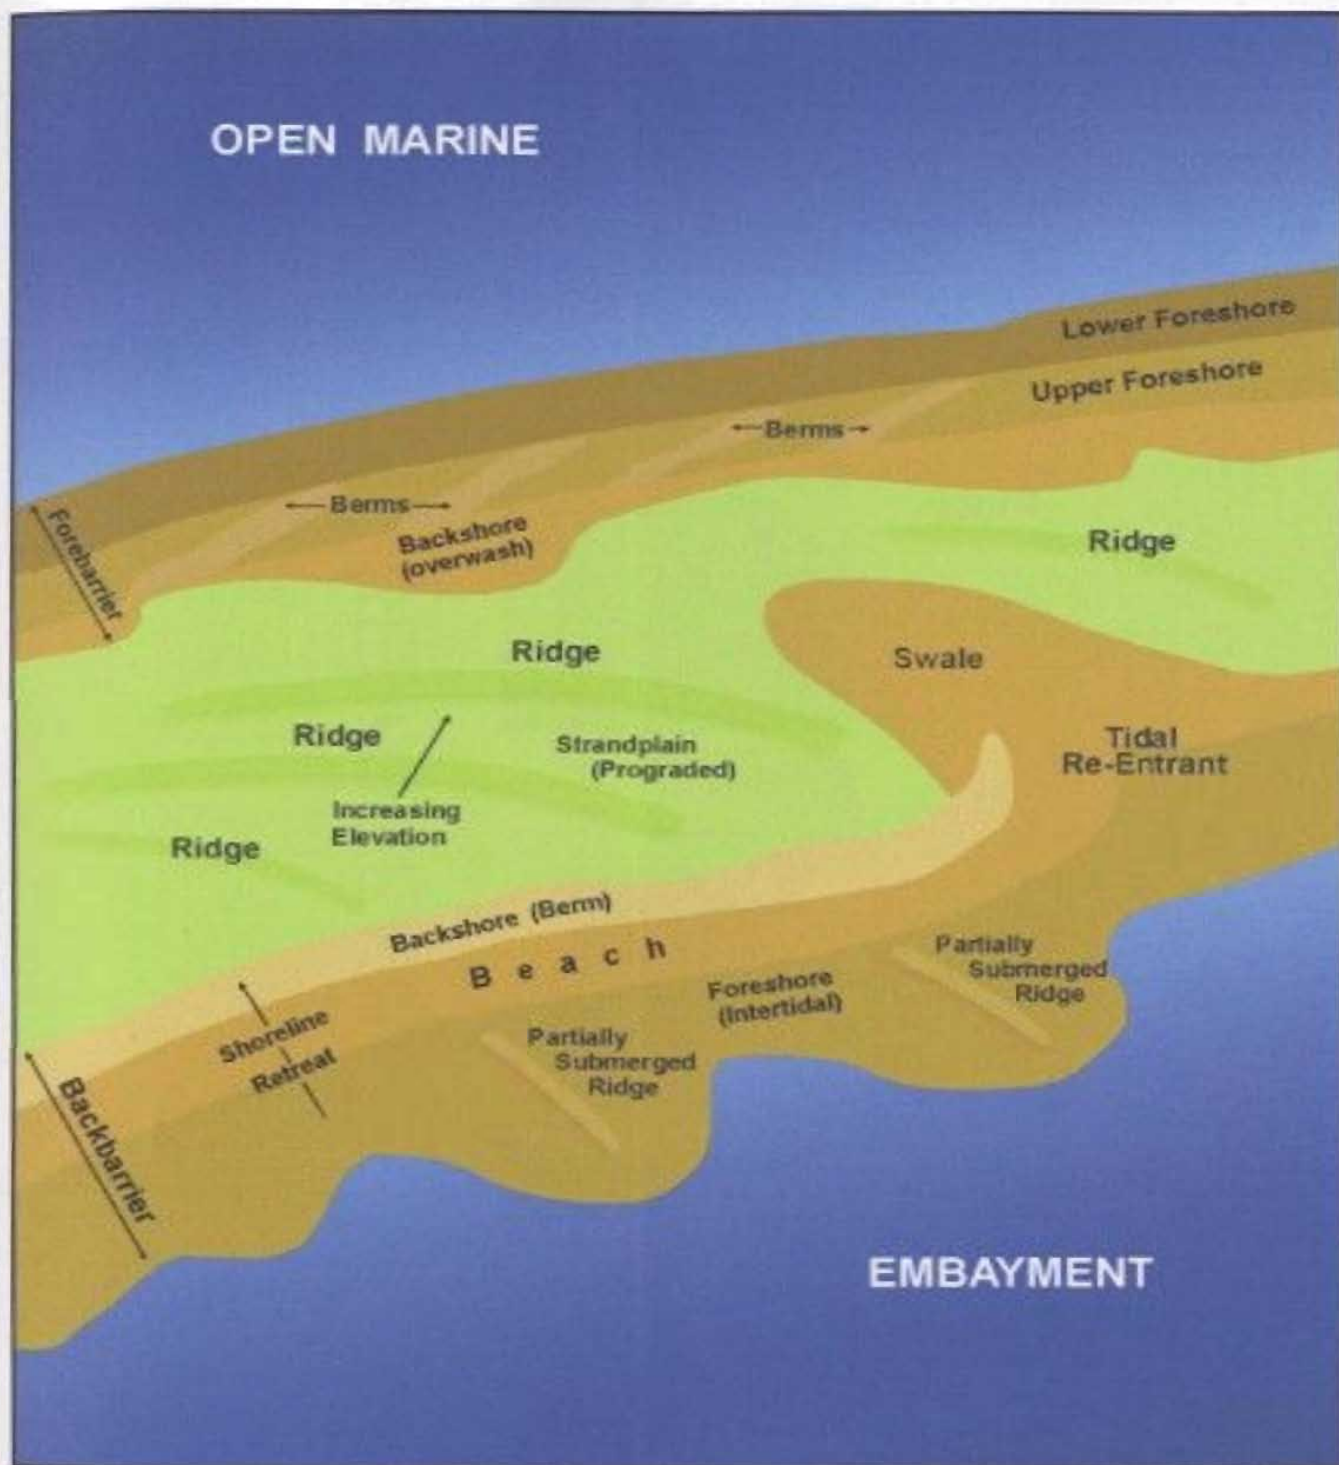 OPEN MARINE
Lower Foreshore
Upper Foreshore
Berms
Berms
Backshore
(overwash)
Forebarrier
Ridge
Ridge
Swale
Ridge
Strandplain
(Prograded)
Tidal
Re-Entrant
Increasing
Elevation
Ridge
Backshore (Berm)
Beach
Partially
Submerged
Ridge
Foreshore
(Intertidal)
Shoreline
Retreat
Partially
Submerged
Ridge
Backbarrier
EMBAYMENT